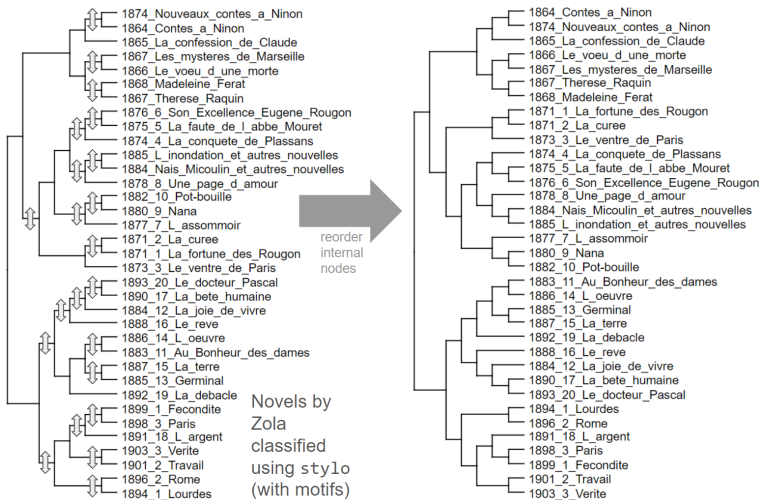 1874_Nouveaux_contes_a_Ninon
1864_Contes_a_Ninon
1865_La_confession_de_Claude
1867_Les_mysteres_de_Marseille
1866_Le_voeu_d_une_morte
1868_Madeleine_Ferat
1867_Therese_Raquin
1876_6_Son_Excellence_Eugene_Rougon
1875_5_La_faute_de_l_abbe_Mouret
1874_4_La_conquete_de_Plassans
1885_L_inondation_et_autres_nouvelles
1884_Nais_Micoulin_et_autres_nouvelles
1878_8_Une_page_d_amour
1882_10_Pot-bouille
1880_9_Nana
1877_7_L_assommoir
1871_2_La_curee
1871_1_La_fortune_des_Rougon
1873_3_Le_ventre_de_Paris
1893_20_Le_docteur_Pascal
1890_17_La_bete_humaine
1884_12_La_joie_de_vivre
1888_16_Le_reve
1886_14_L_oeuvre
1883_11_Au_Bonheur_des_dames
1887_15_La_terre
1885_13_Germinal
1892_19_La_debacle
1899_1_Fecondite
1898_3_Paris
1891_18_L_argent
1903_3_Verite
1901_2_Travail
1896_2_Rome
1894_1_Lourdes
reorder
internal
nodes
Novels by
Zola
classified
using stylo
(with motifs)
1864_Contes_a_Ninon
1874_Nouveaux_contes_a_Ninon
1865_La_confession_de_Claude
1866_Le_voeu_d_une_morte
1867_Les_mysteres_de_Marseille
1867_Therese_Raquin
1868_Madeleine_Ferat
1871_1_La_fortune_des_Rougon
1871_2_La_curee
1873_3_Le_ventre_de_Paris
1874_4_La_conquete_de_Plassans
1875_5_La_faute_de_l_abbe_Mouret
1876_6_Son_Excellence_Eugene_Rougon
1878_8_Une_page_d_amour
1884_Nais_Micoulin_et_autres_nouvelles
1885_L_inondation_et_autres_nouvelles
1877_7_L_assommoir
1880_9_Nana
1882_10_Pot-bouille
1883_11_Au_Bonheur_des_dames
1886_14_L_oeuvre
1885_13_Germinal
1887_15_La_terre
1892_19_La_debacle
1888_16_Le_reve
1884_12_La_joie_de_vivre
1890_17_La_bete_humaine
1893_20_Le_docteur_Pascal
1894_1_Lourdes
1896_2_Rome
1891_18_L_argent
1898_3_Paris
1899_1_Fecondite
1901_2_Travail
1903_3_Verite